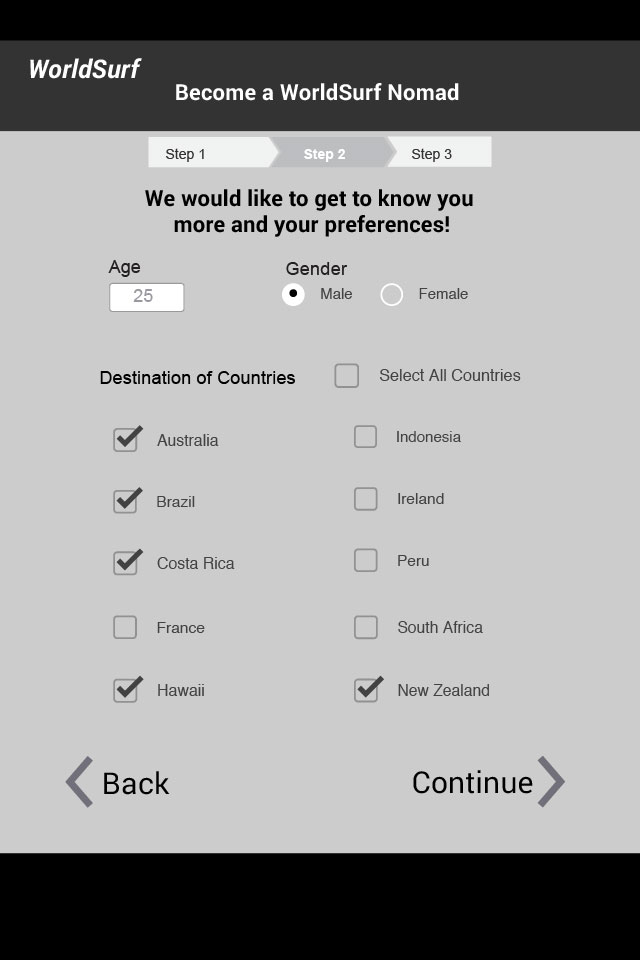 WorldSurf
Become a WorldSurf Nomad
Step 1 Step 2 Step 3
We would like to get to know you
more and your preferences!
Age Gender
25 Male Female
Destination of Countries Select All Countries
Australia Indonesia
Brazil Ireland
Costa Rica Peru
France South Africa
Hawaii New Zealand
Back Continue